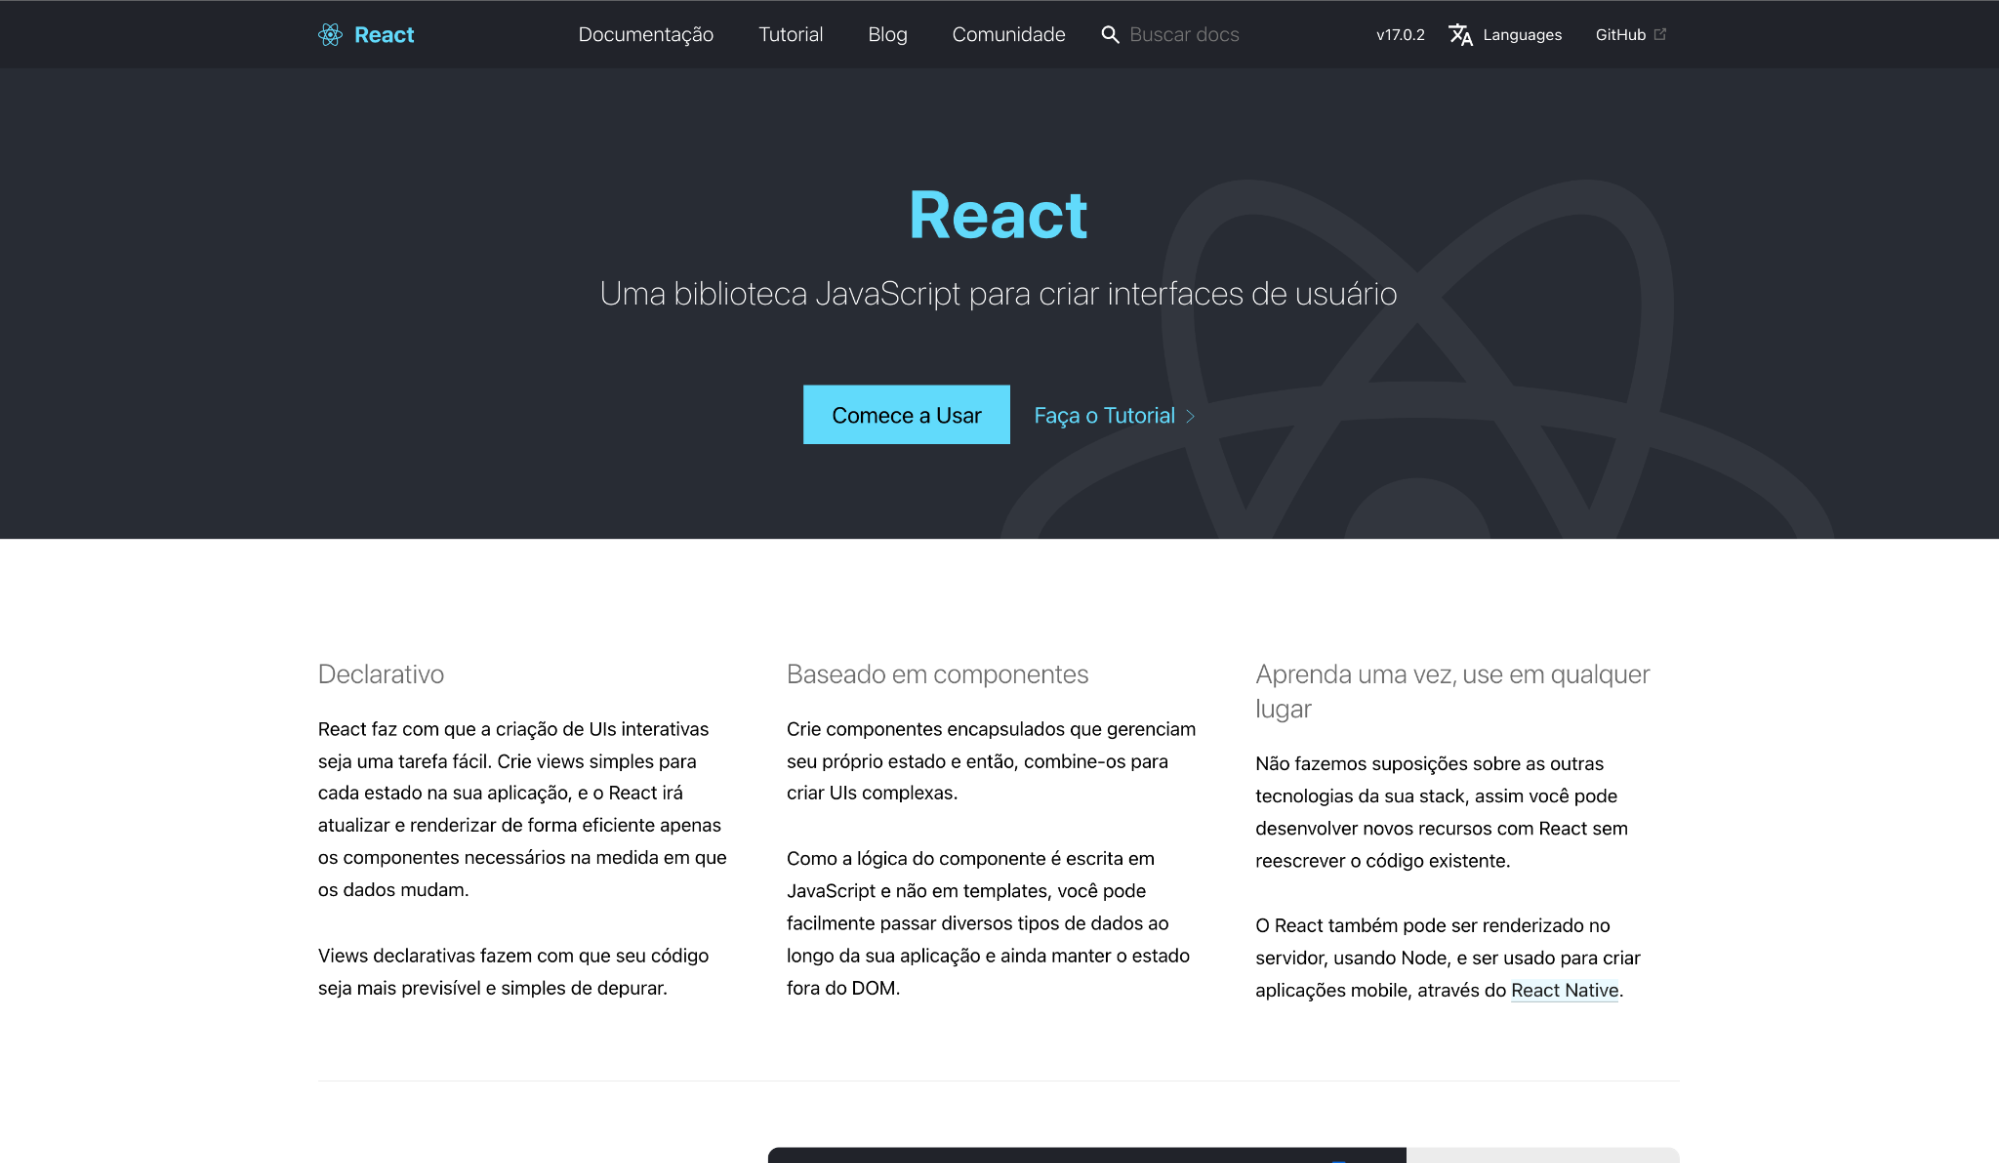 React
Documentação
Tutorial
Blog
Comunidade
Buscar docs
v17.0.2
Languages
GitHub
React
Uma biblioteca JavaScript para criar interfaces de usuário
Comece a Usar
Faça o Tutorial
Declarativo
React faz com que a criação de UIs interativas
seja uma tarefa fácil. Crie views simples para
cada estado na sua aplicação, e o React irá
atualizar e renderizar de forma eficiente apenas
os componentes necessários na medida em que
os dados mudam.
Views declarativas fazem com que seu código
seja mais previsível e simples de depurar.
Baseado em componentes
Crie componentes encapsulados que gerenciam
seu próprio estado e então, combine-os para
criar UIs complexas.
Como a lógica do componente é escrita em
JavaScript e não em templates, você pode
facilmente passar diversos tipos de dados ao
longo da sua aplicação e ainda manter o estado
fora do DOM.
Aprenda uma vez, use em qualquer
lugar
Não fazemos suposições sobre as outras
tecnologias da sua stack, assim você pode
desenvolver novos recursos com React sem
reescrever o código existente.
O React também pode ser renderizado no
servidor, usando Node, e ser usado para criar
aplicações mobile, através do React Native.